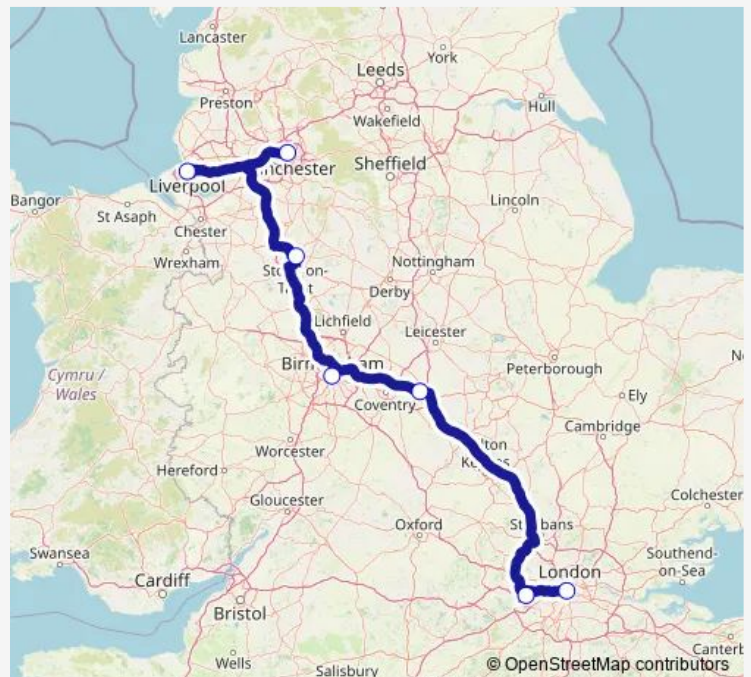 Lancaster
York
Leeds
Preston
Hull
Wakefield
nchester
Sheffield
Liverpool
Bangor
St Asaph
Lincoln
Chester
Wrexham
Nottingham
Derby
Lichfield
Leicester
Cymru /
Wales
Peterborough
Ely
Coventry
Cambridge
Worcester
Hereford
Colchester
Gloucester
Oxford
Swansea
Southend-
on-Sea
Cardiff
London
Bristol
Wells
Salisbury
© OpenStreetMap contributors